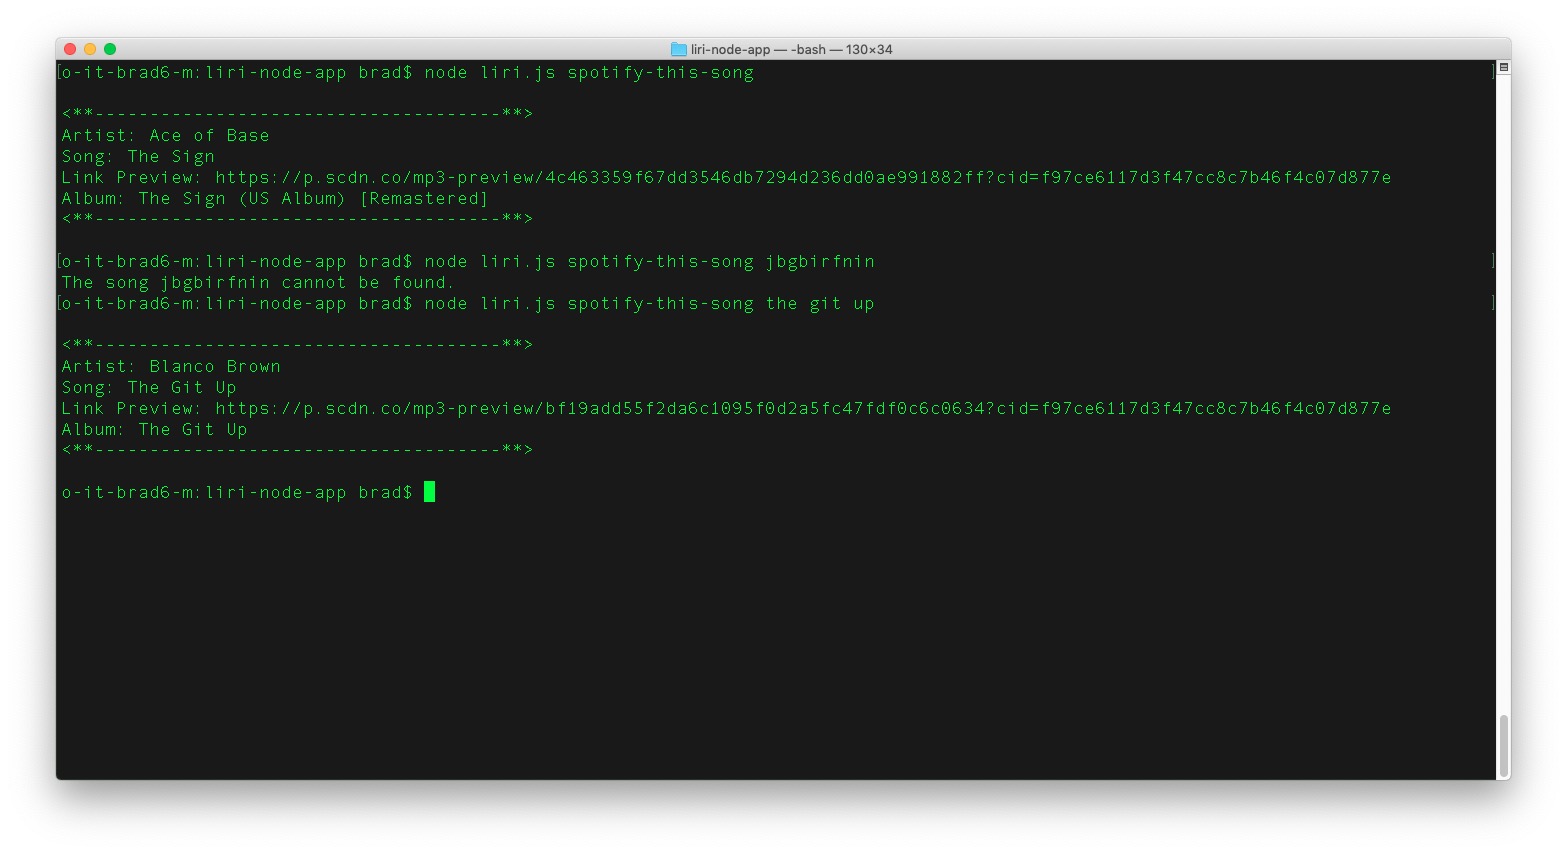 liri-node-app — -bash — 130×34
[o-it-brad6-m:liri-node-app brad$ node liri.js spotify-this-song ]
<**-------------------------------------**>
Artist: Ace of Base
Song: The Sign
Link Preview: https://p.scdn.co/mp3-preview/4c463359f67dd3546db7294d236dd0ae991882ff?cid=f97ce6117d3f47cc8c7b46f4c07d877e
Album: The Sign (US Album) [Remastered]
<**-------------------------------------**>
[o-it-brad6-m:liri-node-app brad$ node liri.js spotify-this-song jbgbirfnin ]
The song jbgbirfnin cannot be found.
[o-it-brad6-m:liri-node-app brad$ node liri.js spotify-this-song the git up ]
<**-------------------------------------**>
Artist: Blanco Brown
Song: The Git Up
Link Preview: https://p.scdn.co/mp3-preview/bf19add55f2da6c1095f0d2a5fc47fdf0c6c0634?cid=f97ce6117d3f47cc8c7b46f4c07d877e
Album: The Git Up
<**-------------------------------------**>
o-it-brad6-m:liri-node-app brad$